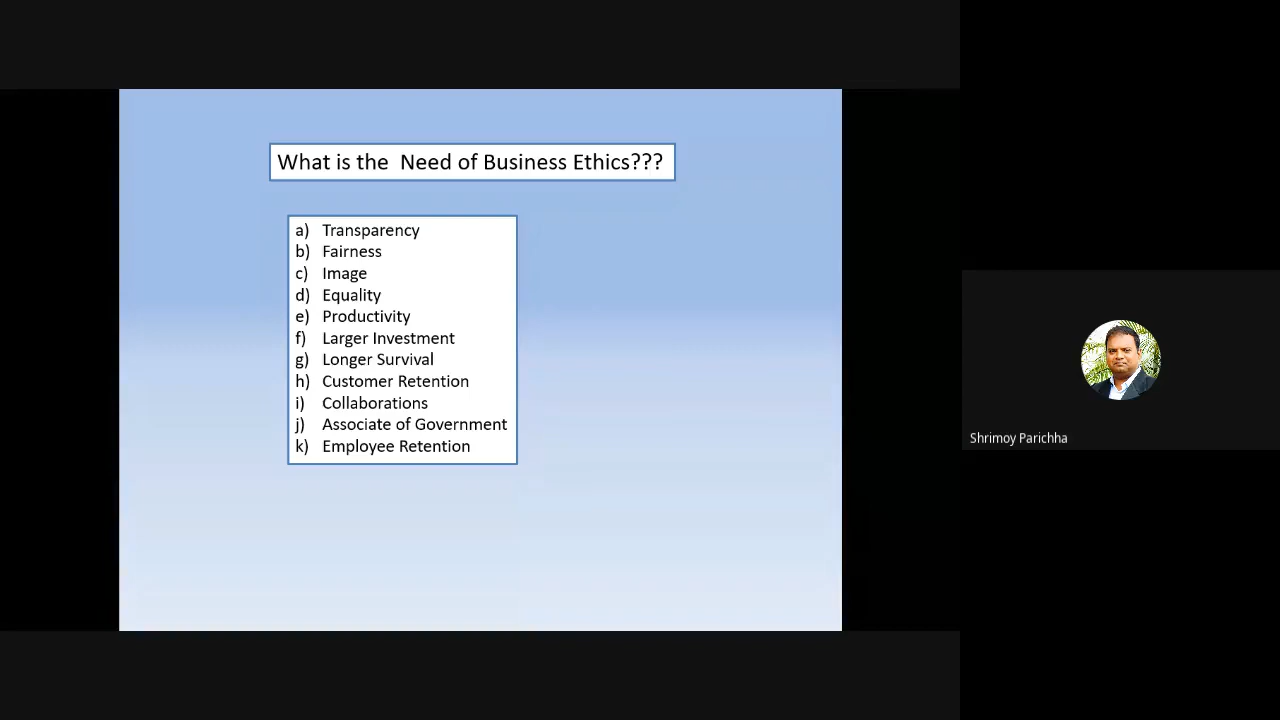 What is the  Need of Business Ethics???
a) Transparency
b) Fairness
c) Image
d) Equality
e) Productivity
f) Larger Investment
g) Longer Survival
h) Customer Retention
i) Collaborations
j) Associate of Government
k) Employee Retention
Shrimoy Parichha